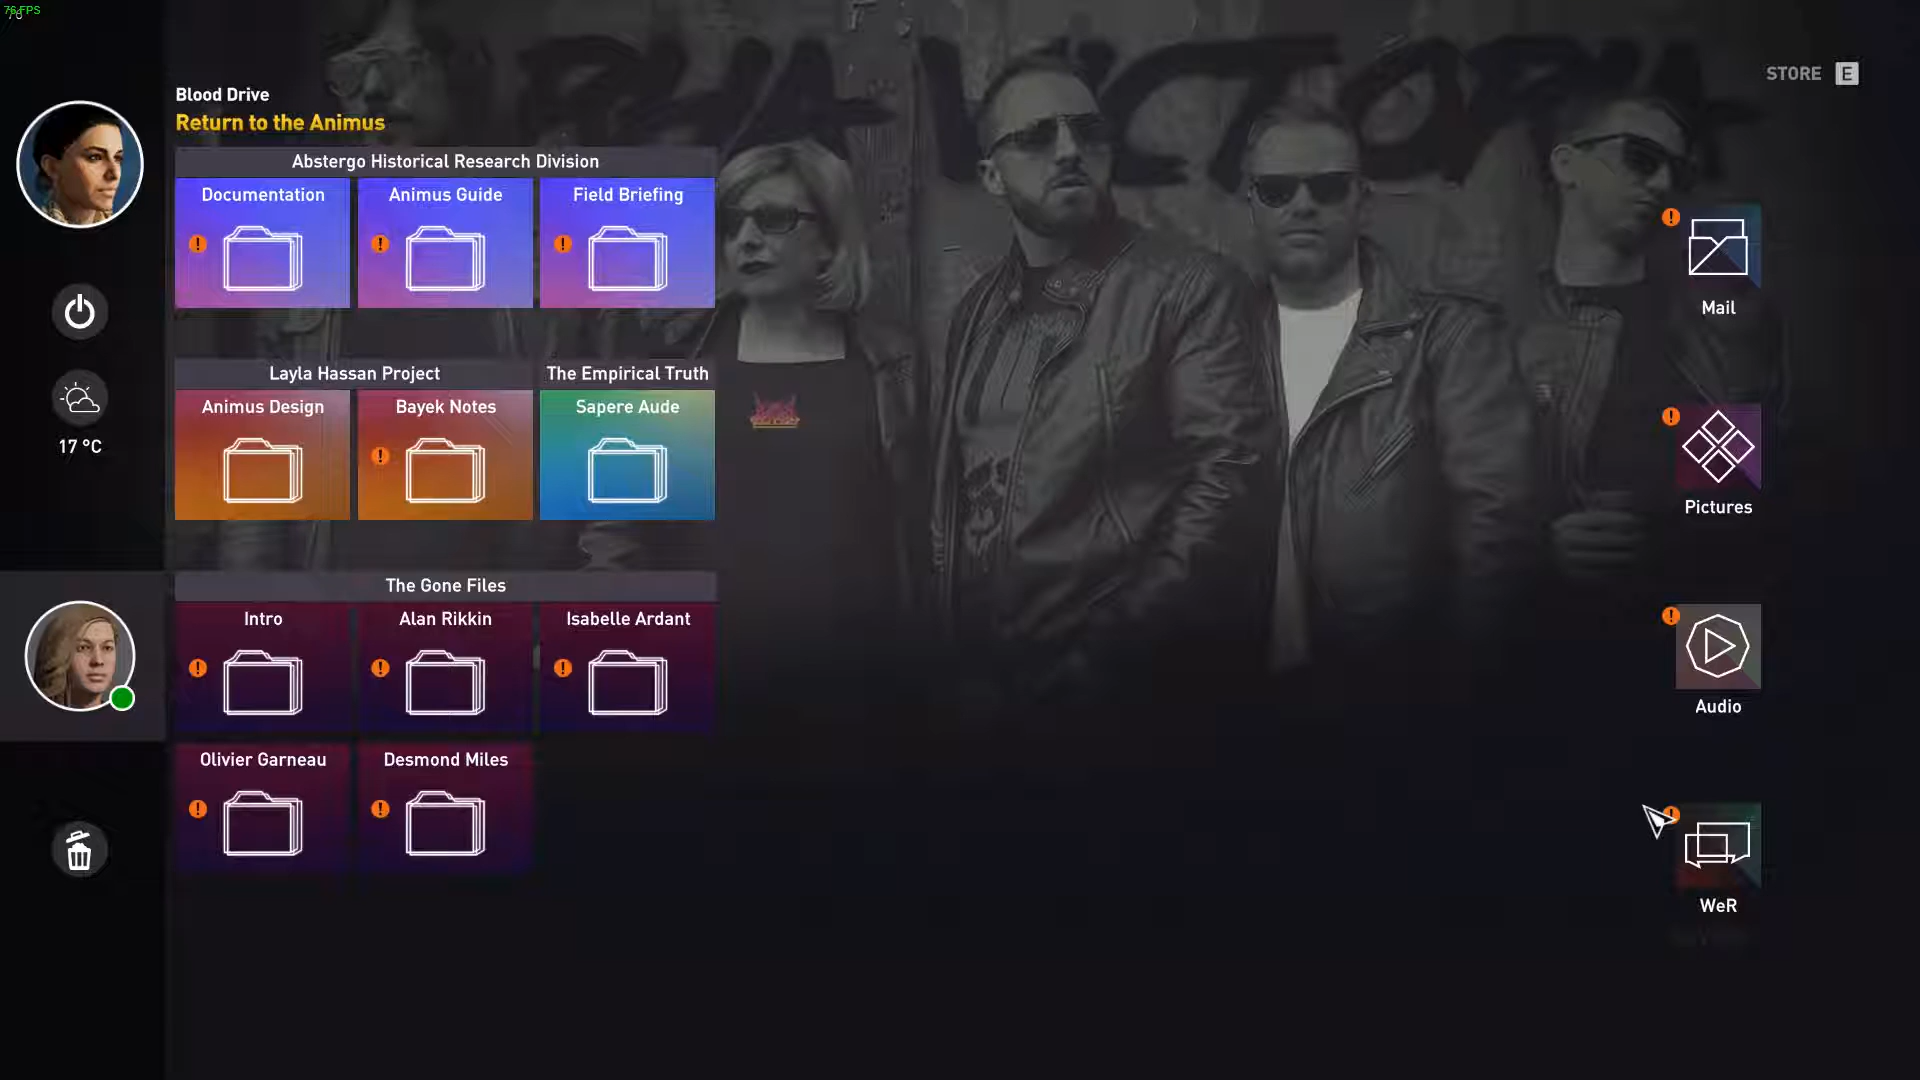 76 FPS
STORE E
Blood Drive
Return to the Animus
Abstergo Historical Research Division
Documentation
Animus Guide
Field Briefing
Layla Hassan Project
The Empirical Truth
Animus Design
Bayek Notes
Sapere Aude
17 °C
The Gone Files
Intro
Alan Rikkin
Isabelle Ardant
Olivier Garneau
Desmond Miles
Mail
Pictures
Audio
WeR